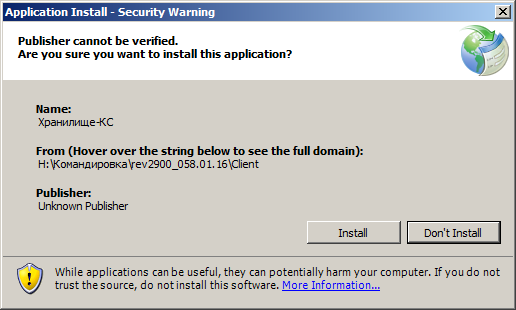 Application Install - Security Warning
Publisher cannot be verified.
Are you sure you want to install this application?
Name:
Хранилище-КС
From (Hover over the string below to see the full domain):
H:\Командировка\rev2900_058.01.16\Client
Publisher:
Unknown Publisher
Install
Don't Install
While applications can be useful, they can potentially harm your computer. If you do not
trust the source, do not install this software. More Information...